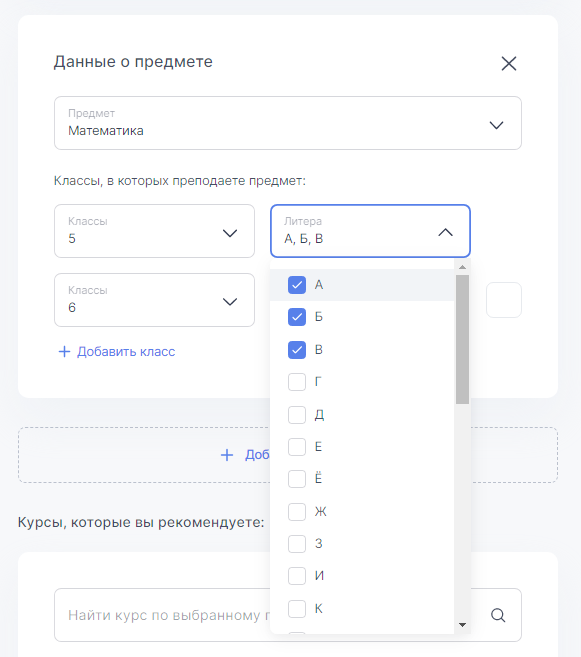 Данные о предмете
Предмет
Математика
Классы, в которых преподаете предмет:
Классы
5
Литера
А, Б, В
Классы
6
Добавить класс
А
Б
В
Г
Д
Е
Ё
Ж
З
И
К
Курсы, которые вы рекомендуете:
Найти курс по выбранному